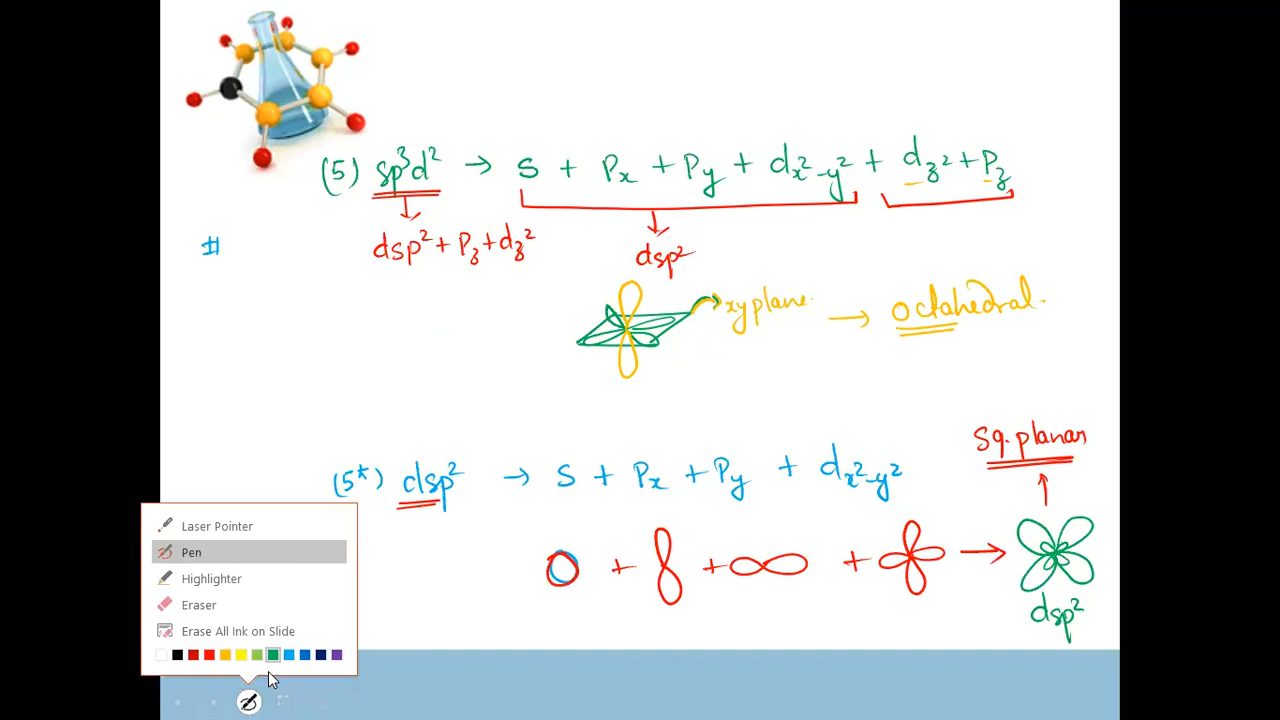 (5) sp³d² → s + Px + Py + dx²-y² + dz² + Pz
dsp² + Pz + dz²
dsp²
#
xy plane. → octahedral.
Sq. planar
(5*) dsp² → s + Px + Py + dx²-y²
+ + + →
dsp²
Laser Pointer
Pen
Highlighter
Eraser
Erase All Ink on Slide